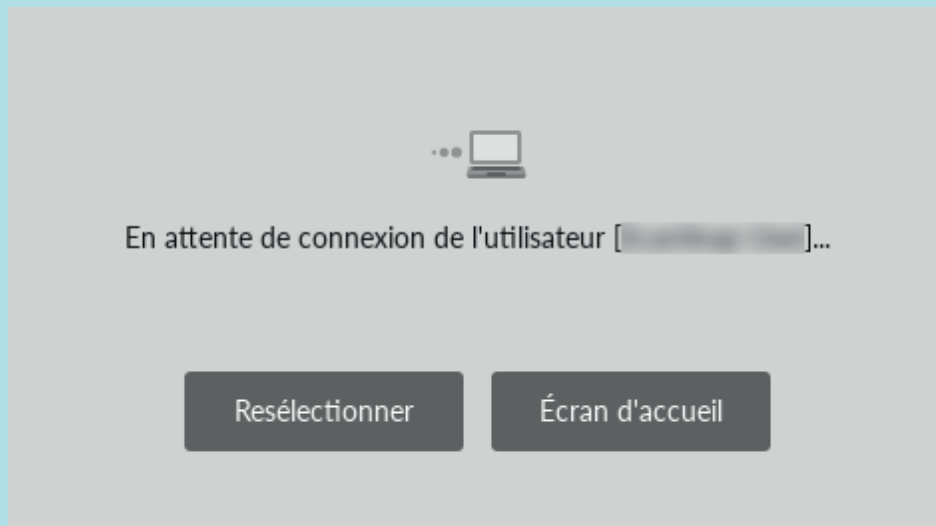 En attente de connexion de l'utilisateur []...
Resélectionner
Écran d'accueil